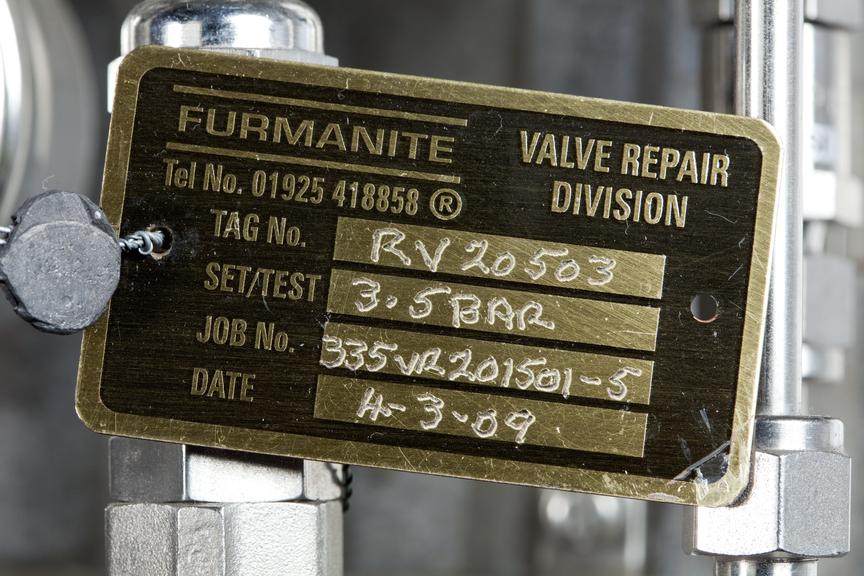 FURMANITE
VALVE REPAIR
DIVISION
Tel No. 01925 418858 ®
TAG No. RV20503
SET/TEST 3.5BAR
JOB No. 335VR201501-5
DATE 4-3-09